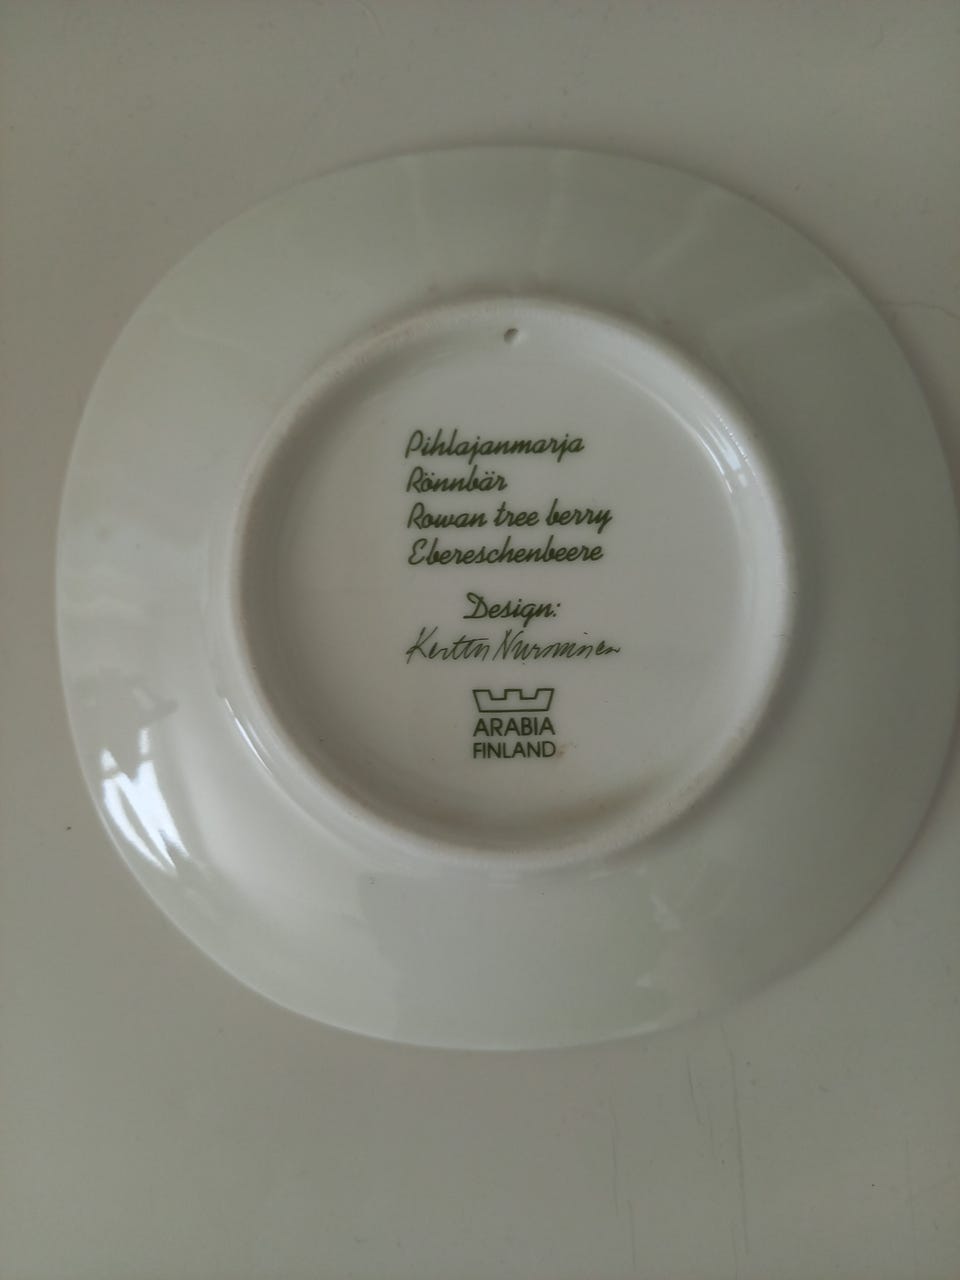 Pihlajanmarja
Rönnbär
Rowan tree berry
Ebereschenbeere
Design:
Kerttu Nurminen
ARABIA
FINLAND